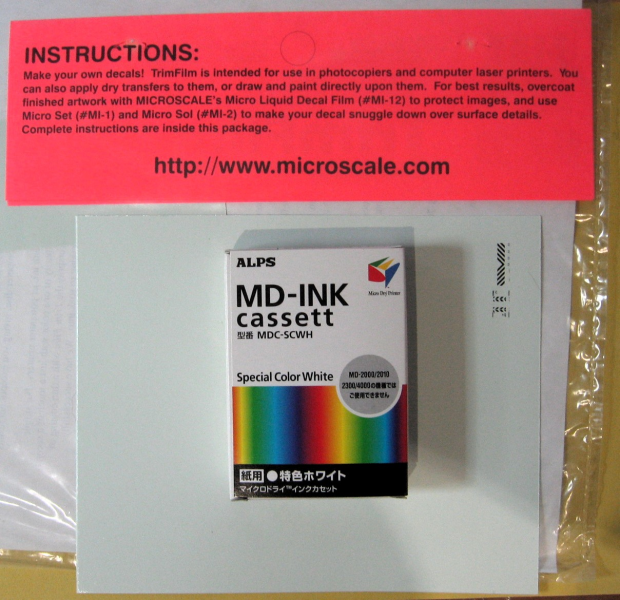 INSTRUCTIONS:
Make your own decals! TrimFilm is intended for use in photocopiers and computer laser printers. You
can also apply dry transfers to them, or draw and paint directly upon them. For best results, overcoat
finished artwork with MICROSCALE's Micro Liquid Decal Film (#MI-12) to protect images, and use
Micro Set (#MI-1) and Micro Sol (#MI-2) to make your decal snuggle down over surface details.
Complete instructions are inside this package.
http://www.microscale.com
ALPS
Micro Dry Printer
MD-INK
cassett
型番 MDC-SCWH
Special Color White
MD-2000/2010
2300/4000の機種では
ご使用できません
紙用 ●特色ホワイト
マイクロドライ™インクカセット